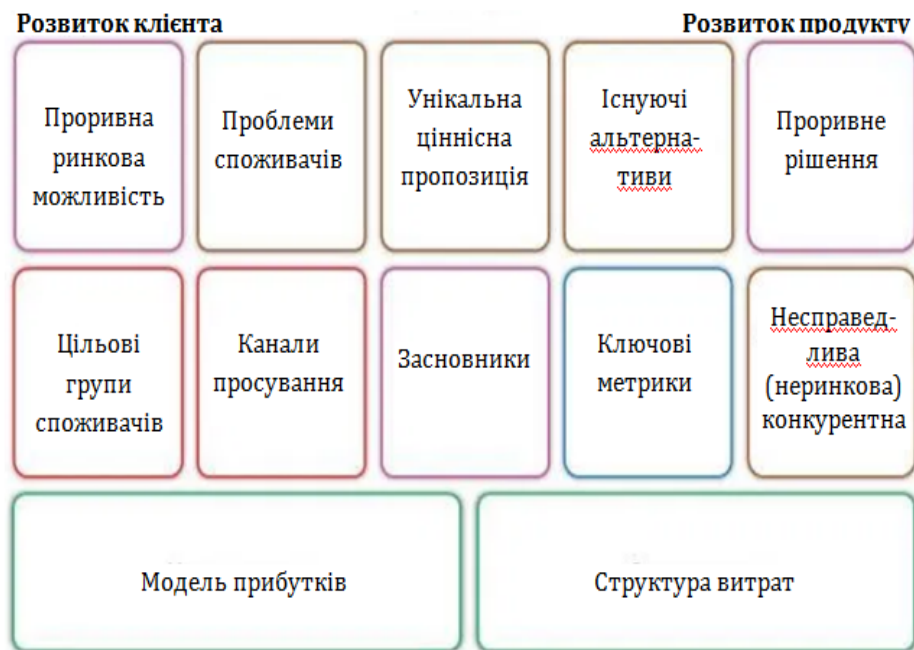 Розвиток клієнта
Розвиток продукту
Проривна
ринкова
можливість
Проблеми
споживачів
Унікальна
ціннісна
пропозиція
Існуючі
альтерна-
тиви
Проривне
рішення
Цільові
групи
споживачів
Канали
просування
Засновники
Ключові
метрики
Несправед-
лива
(неринкова)
конкурентна
Модель прибутків
Структура витрат